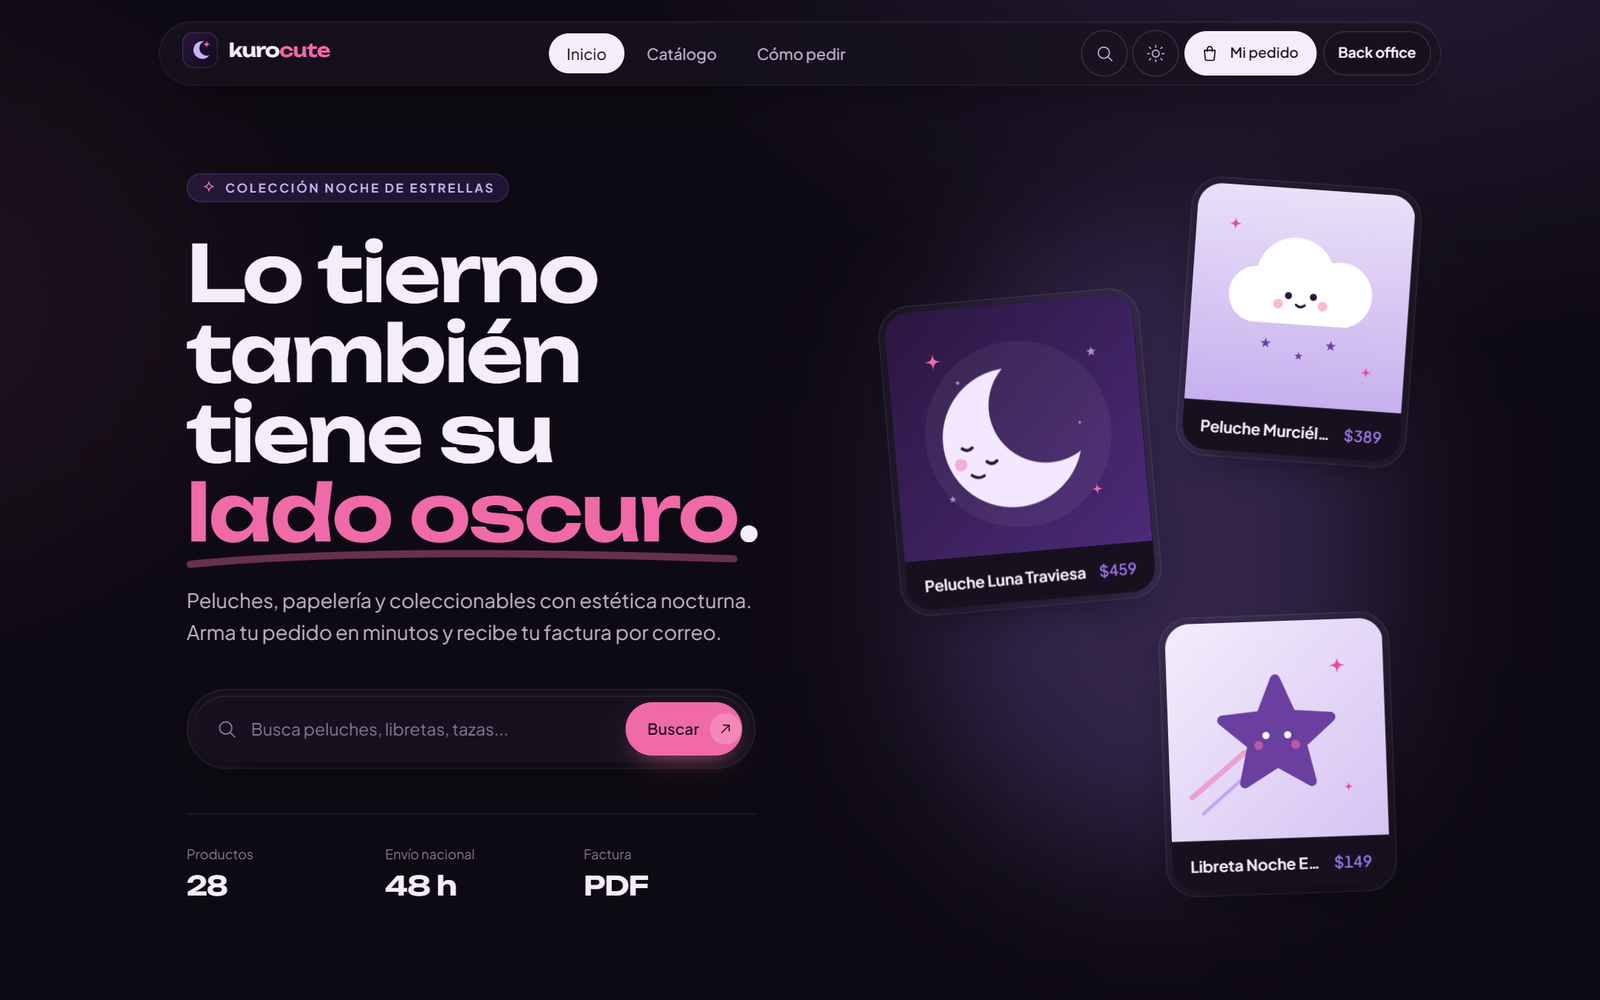 kurocute
Inicio
Catálogo
Cómo pedir
Mi pedido
Back office
COLECCIÓN NOCHE DE ESTRELLAS
Lo tierno
también
tiene su
lado oscuro.
Peluches, papelería y coleccionables con estética nocturna.
Arma tu pedido en minutos y recibe tu factura por correo.
Busca peluches, libretas, tazas...
Buscar
Productos
28
Envío nacional
48 h
Factura
PDF
Peluche Luna Traviesa $459
Peluche Murciél... $389
Libreta Noche E... $149